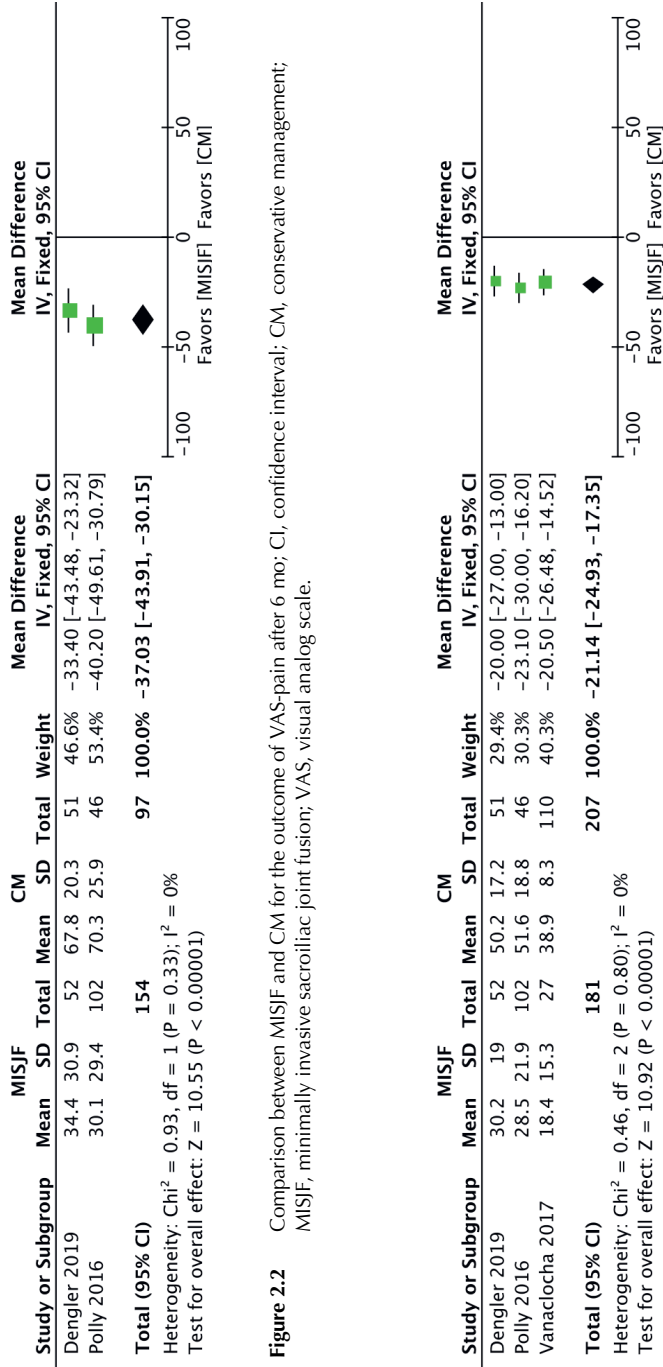 MISJF CM Mean Difference Mean Difference
Study or Subgroup Mean SD Total Mean SD Total Weight IV, Fixed, 95% CI IV, Fixed, 95% CI
Dengler 2019 34.4 30.9 52 67.8 20.3 51 46.6% −33.40 [−43.48, −23.32]
Polly 2016 30.1 29.4 102 70.3 25.9 46 53.4% −40.20 [−49.61, −30.79]
Total (95% CI) 154 97 100.0% −37.03 [−43.91, −30.15]
Heterogeneity: Chi² = 0.93, df = 1 (P = 0.33); I² = 0%
Test for overall effect: Z = 10.55 (P < 0.00001)
−100 −50 0 50 100
Favors [MISJF] Favors [CM]
Figure 2.2 Comparison between MISJF and CM for the outcome of VAS-pain after 6 mo; CI, confidence interval; CM, conservative management;
MISJF, minimally invasive sacroiliac joint fusion; VAS, visual analog scale.
MISJF CM Mean Difference Mean Difference
Study or Subgroup Mean SD Total Mean SD Total Weight IV, Fixed, 95% CI IV, Fixed, 95% CI
Dengler 2019 30.2 19 52 50.2 17.2 51 29.4% −20.00 [−27.00, −13.00]
Polly 2016 28.5 21.9 102 51.6 18.8 46 30.3% −23.10 [−30.00, −16.20]
Vanaclocha 2017 18.4 15.3 27 38.9 8.3 110 40.3% −20.50 [−26.48, −14.52]
Total (95% CI) 181 207 100.0% −21.14 [−24.93, −17.35]
Heterogeneity: Chi² = 0.46, df = 2 (P = 0.80); I² = 0%
Test for overall effect: Z = 10.92 (P < 0.00001)
−100 −50 0 50 100
Favors [MISJF] Favors [CM]